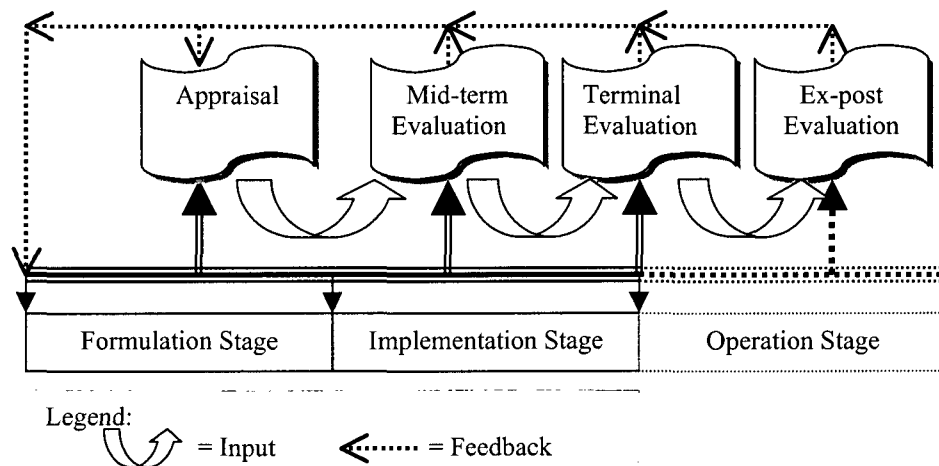 Appraisal
Mid-term
Evaluation
Terminal
Evaluation
Ex-post
Evaluation
Formulation Stage
Implementation Stage
Operation Stage
Legend:
= Input
= Feedback